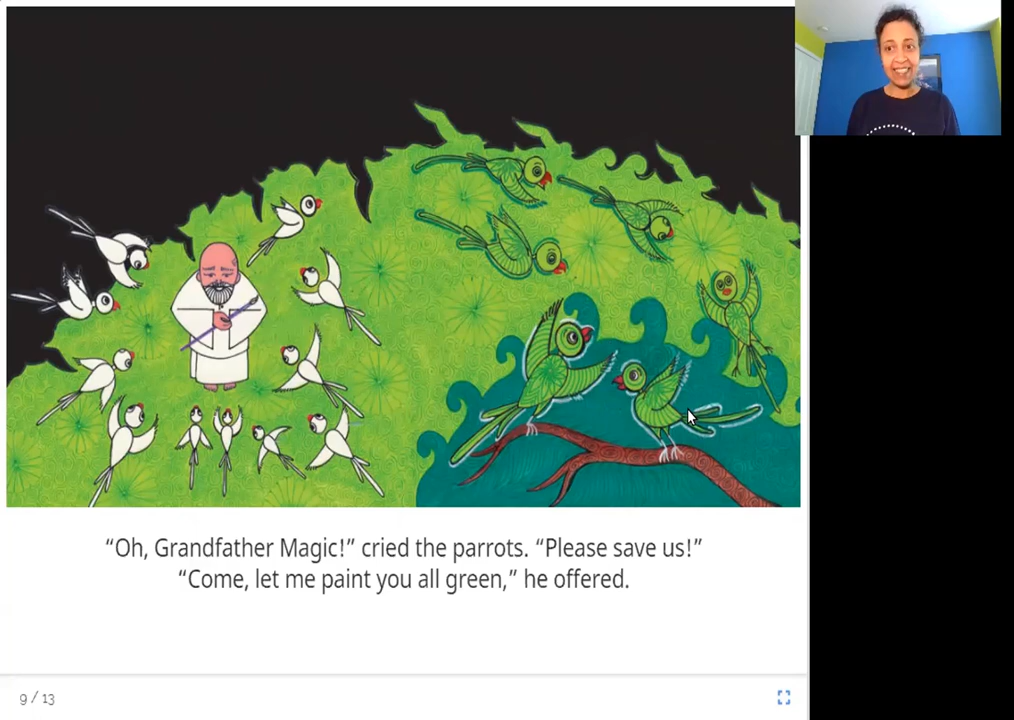 “Oh, Grandfather Magic!” cried the parrots. “Please save us!”
“Come, let me paint you all green,” he offered.
9 / 13